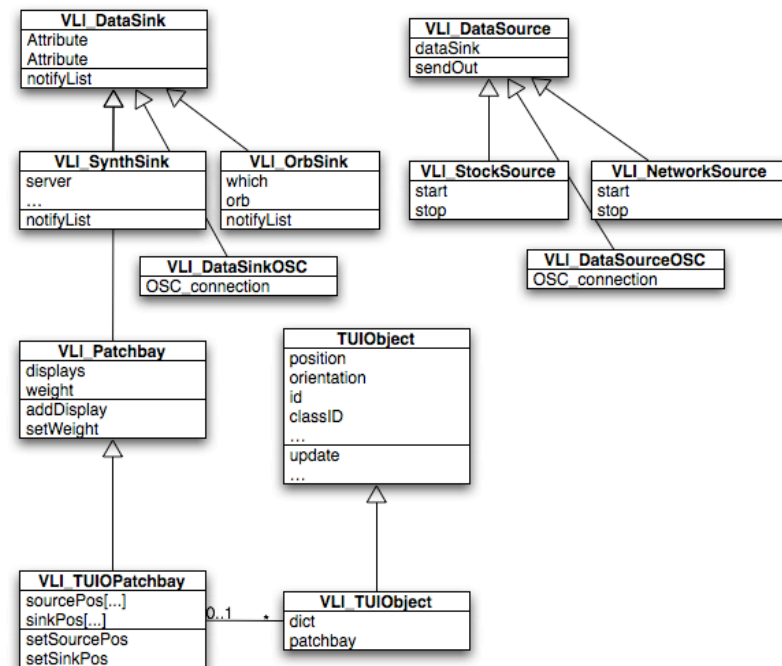 VLI_DataSink
Attribute
Attribute
notifyList
VLI_DataSource
dataSink
sendOut
VLI_SynthSink
server
...
notifyList
VLI_OrbSink
which
orb
notifyList
VLI_StockSource
start
stop
VLI_NetworkSource
start
stop
VLI_DataSinkOSC
OSC_connection
VLI_DataSourceOSC
OSC_connection
VLI_Patchbay
displays
weight
addDisplay
setWeight
TUIObject
position
orientation
id
classID
...
update
...
VLI_TUIOPatchbay
sourcePos[...]
sinkPos[...]
setSourcePos
setSinkPos
0..1
*
VLI_TUIObject
dict
patchbay